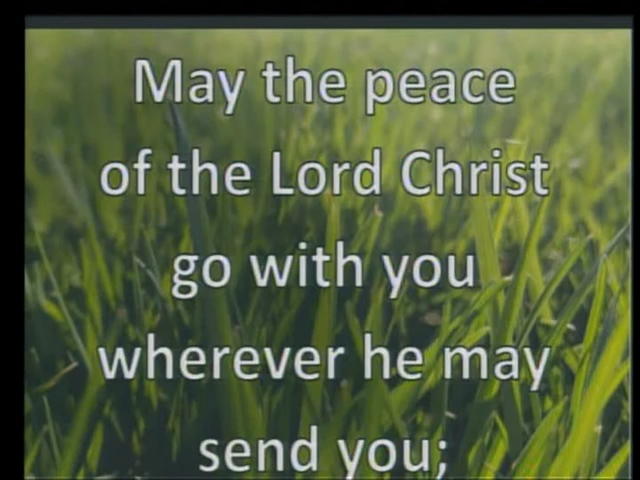 May the peace
of the Lord Christ
go with you
wherever he may
send you;